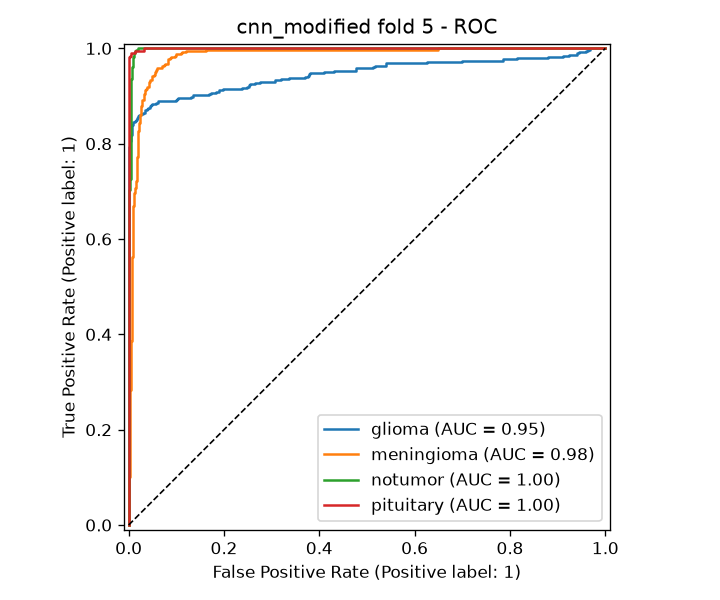 cnn_modified fold 5 - ROC
True Positive Rate (Positive label: 1)
1.0
0.8
0.6
0.4
0.2
0.0
glioma (AUC = 0.95)
meningioma (AUC = 0.98)
notumor (AUC = 1.00)
pituitary (AUC = 1.00)
0.0 0.2 0.4 0.6 0.8 1.0
False Positive Rate (Positive label: 1)